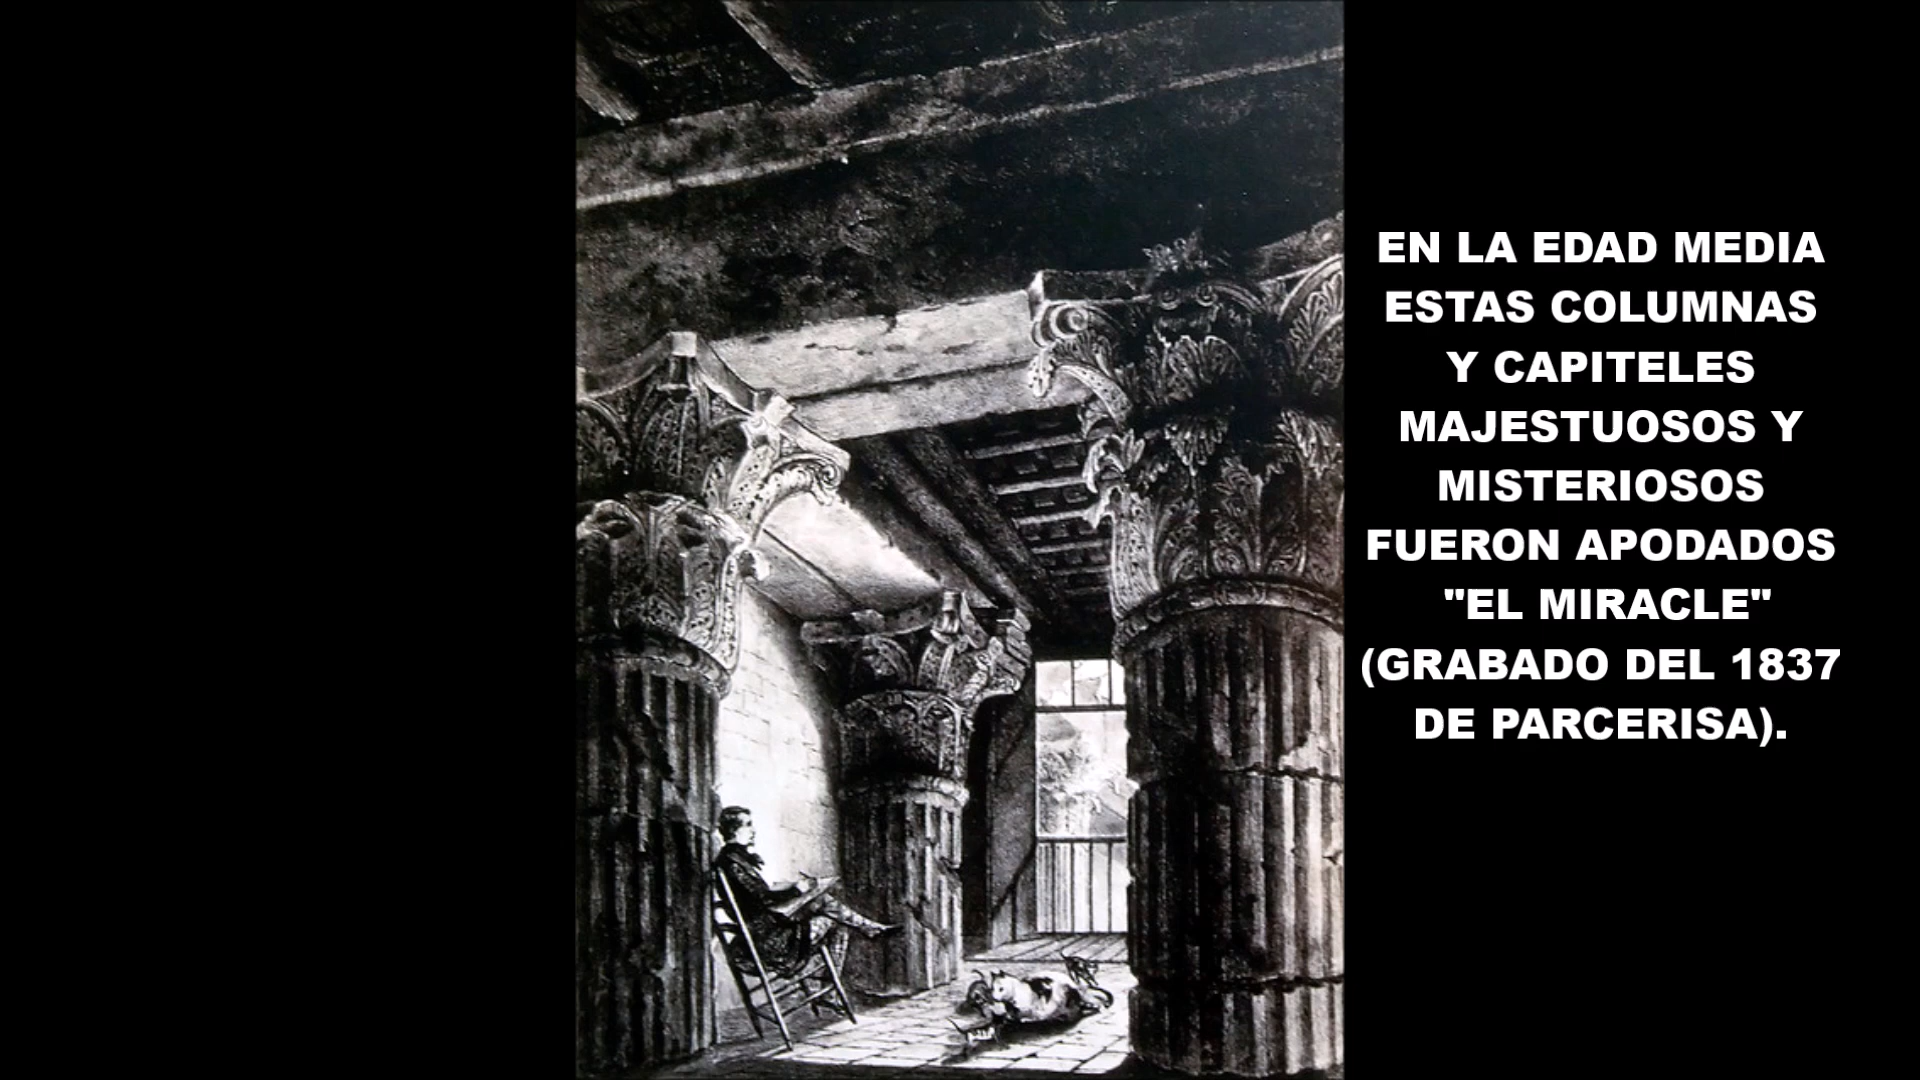 EN LA EDAD MEDIA
ESTAS COLUMNAS
Y CAPITELES
MAJESTUOSOS Y
MISTERIOSOS
FUERON APODADOS
"EL MIRACLE"
(GRABADO DEL 1837
DE PARCERISA).